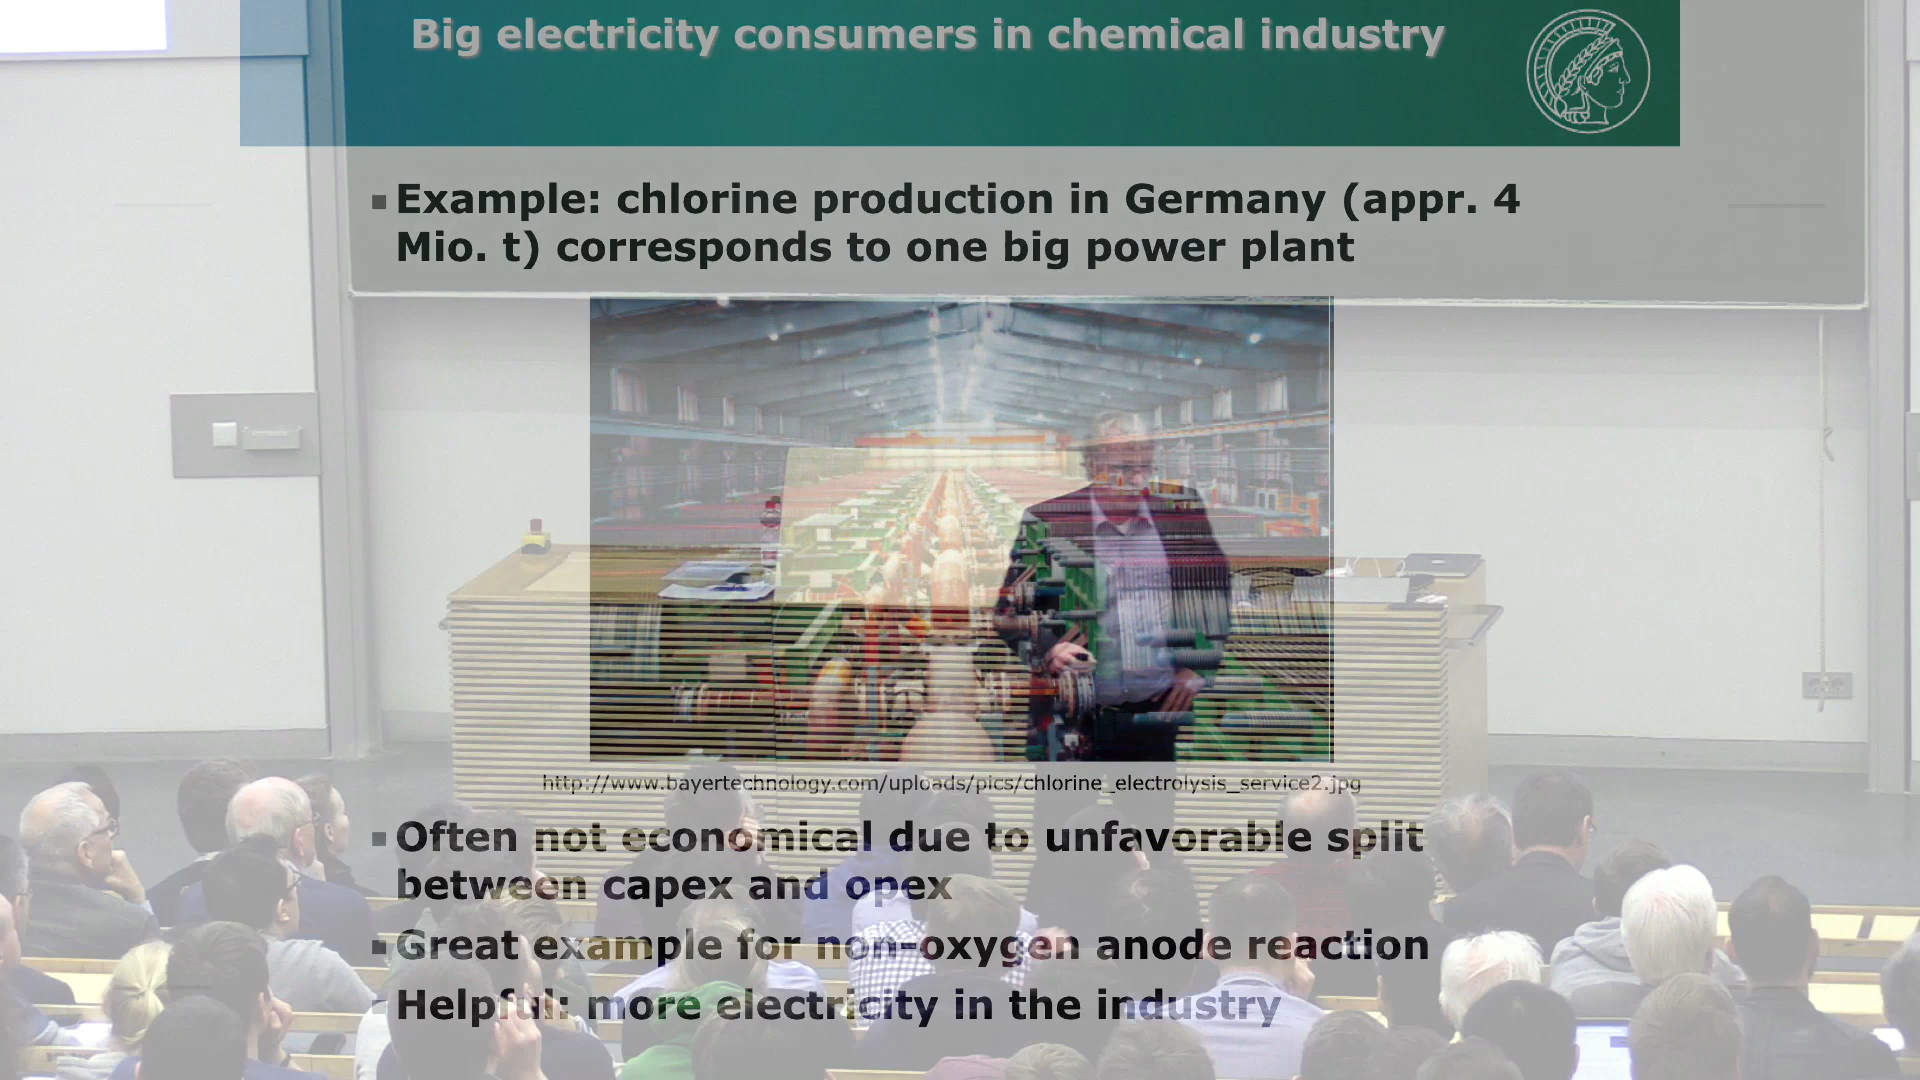 Big electricity consumers in chemical industry
Example: chlorine production in Germany (appr. 4
Mio. t) corresponds to one big power plant
http://www.bayertechnology.com/uploads/pics/chlorine_electrolysis_service2.jpg
Often not economical due to unfavorable split
between capex and opex
Great example for non-oxygen anode reaction
Helpful: more electricity in the industry